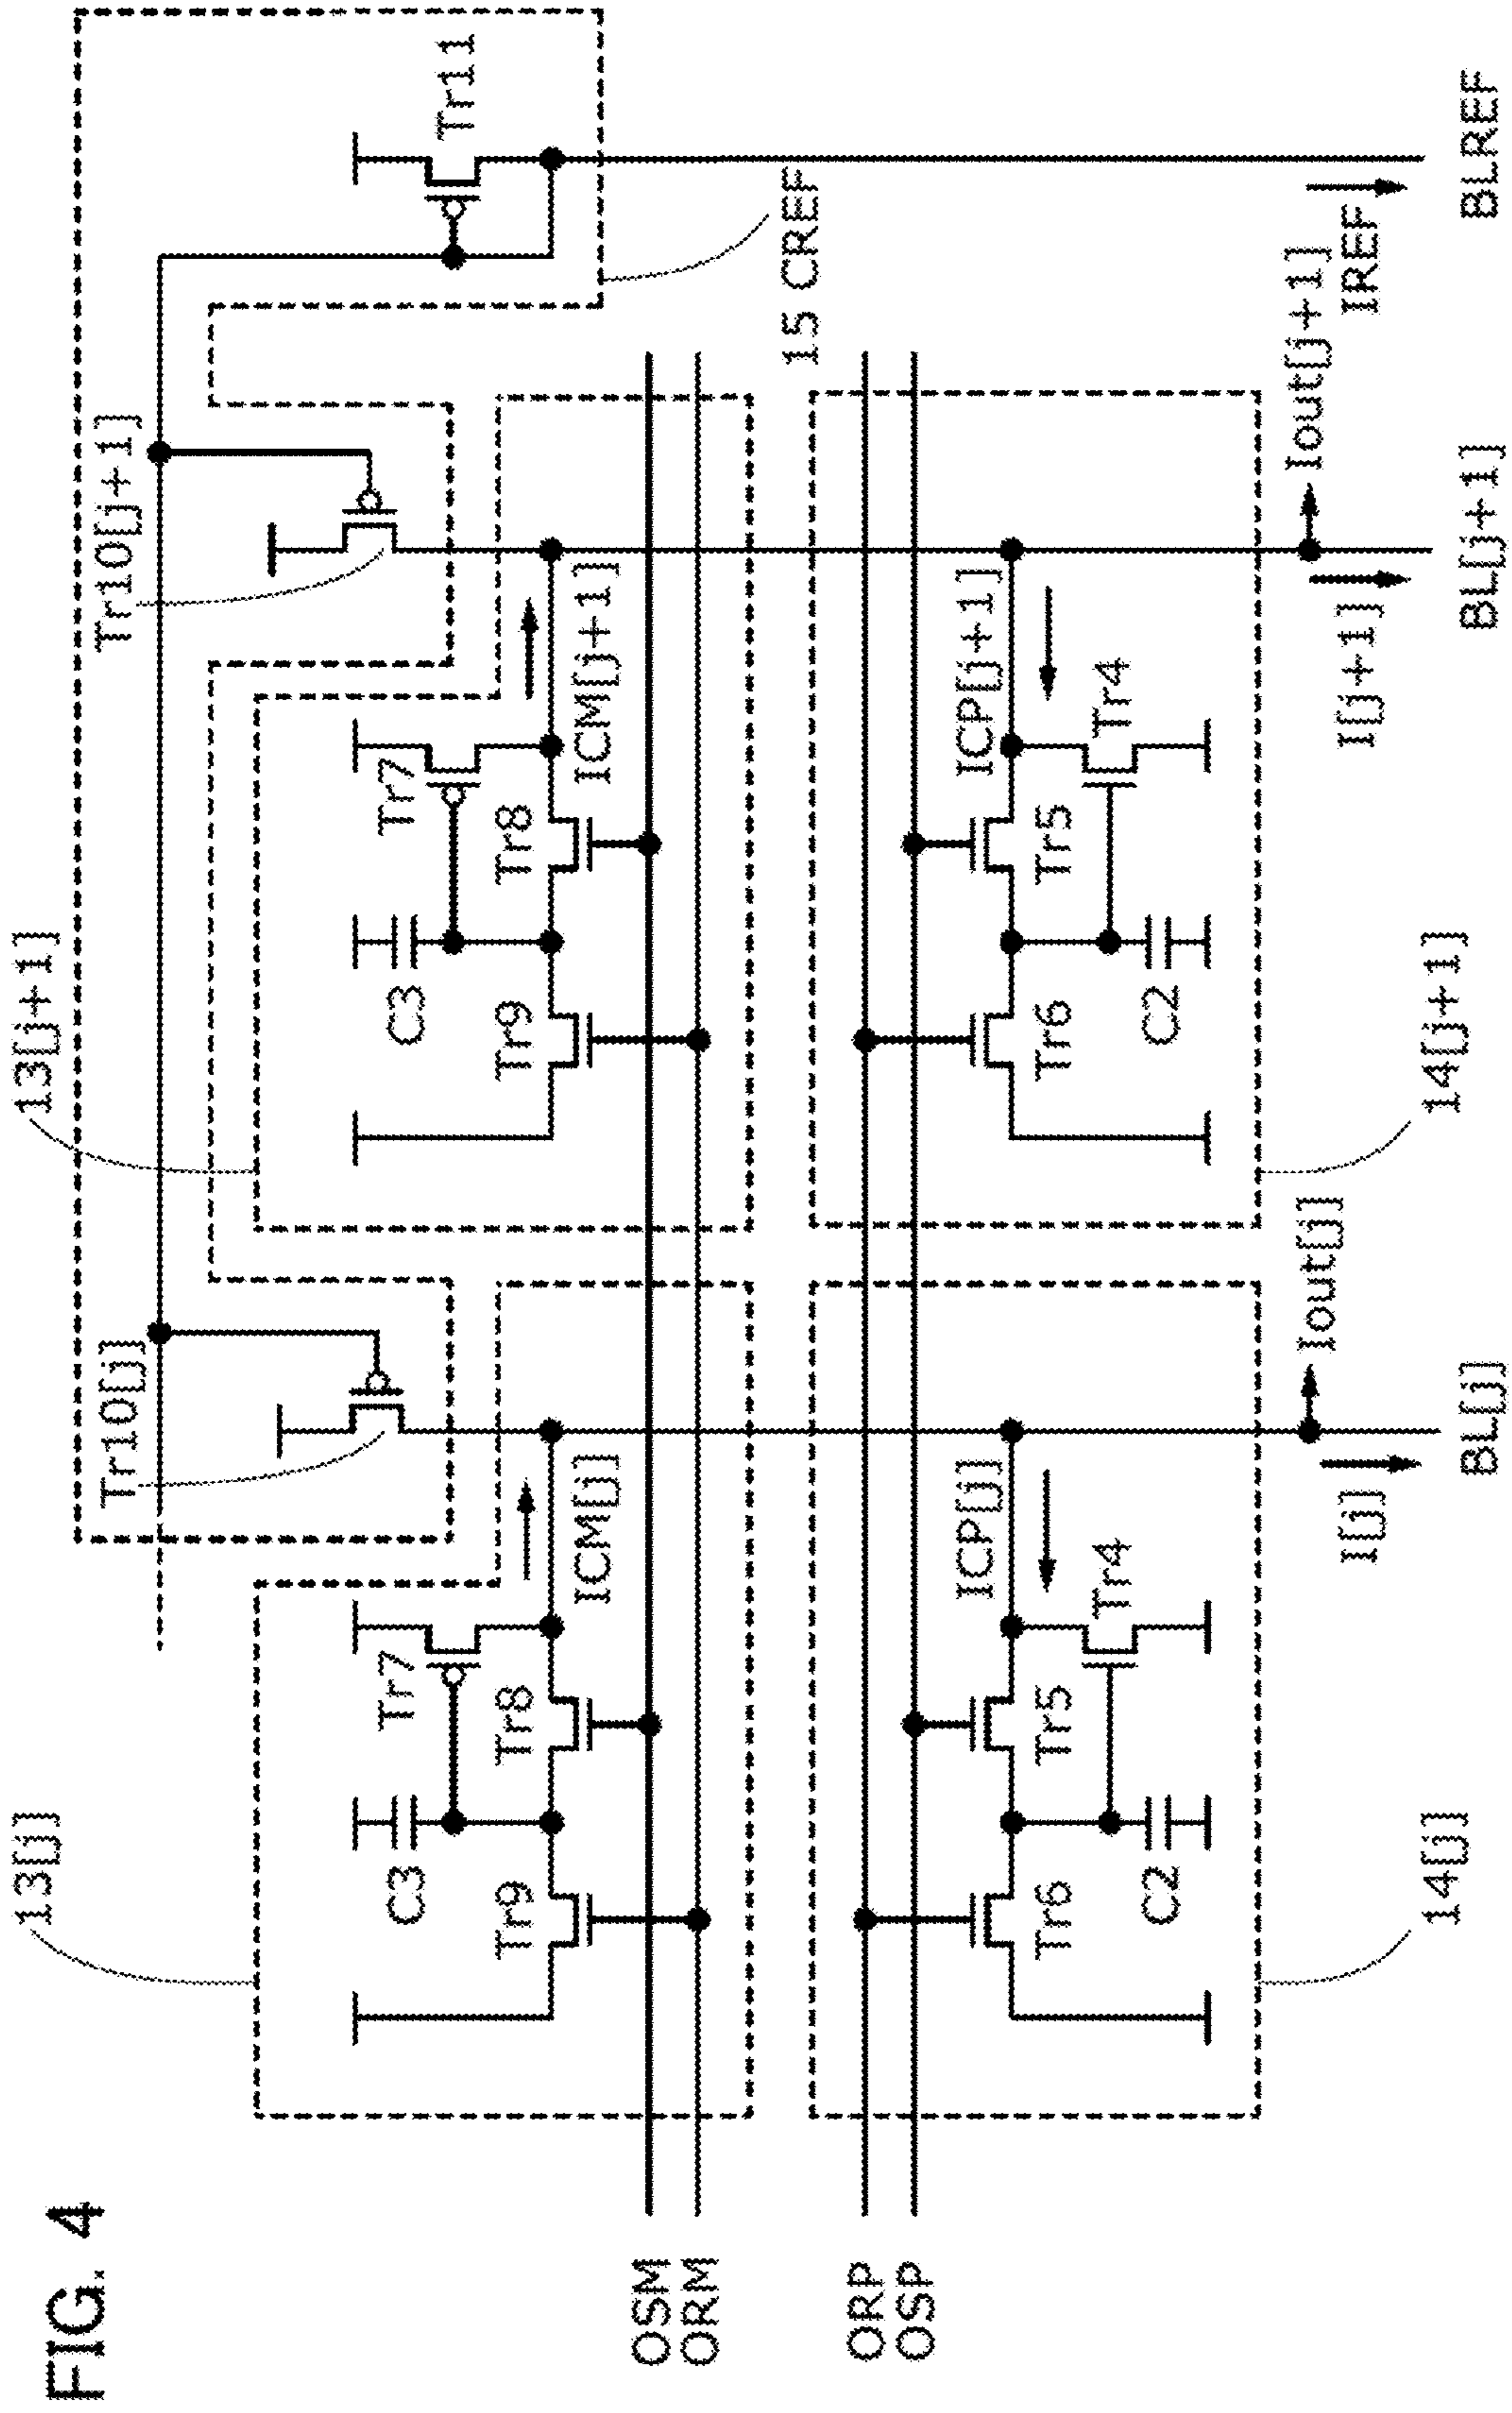 FIG. 4
13[j]
13[j+1]
Tr10[j]
Tr10[j+1]
Tr11
C3
Tr7
C3
Tr7
Tr9
Tr8
Tr9
Tr8
ICM[j]
ICM[j+1]
OSM
ORM
15 CREF
ORP
OSP
ICP[j]
ICP[j+1]
Tr6
Tr5
Tr4
Tr6
Tr5
Tr4
C2
C2
Iout[j]
Iout[j+1]
I[j]
I[j+1]
IREF
14[j]
14[j+1]
BL[j]
BL[j+1]
BLREF